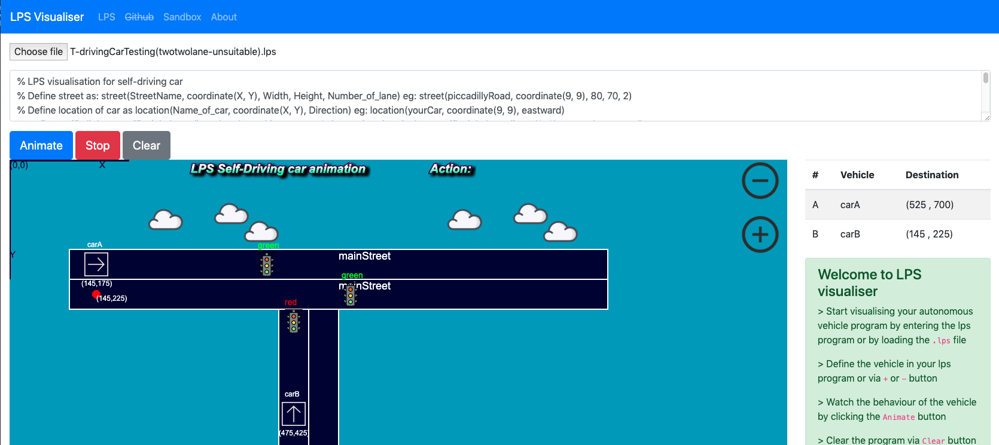 LPS Visualiser LPS Github Sandbox About
Choose file T-drivingCarTesting(twotwolane-unsuitable).lps
% LPS visualisation for self-driving car
% Define street as: street(StreetName, coordinate(X, Y), Width, Height, Number_of_lane) eg: street(piccadillyRoad, coordinate(9, 9), 80, 70, 2)
% Define location of car as location(Name_of_car, coordinate(X, Y), Direction) eg: location(yourCar, coordinate(9, 9), eastward)
Animate Stop Clear
(0,0) X
LPS Self-Driving car animation Action:
Y
carA
green
mainStreet
(145,175)
green
mainStreet
(145,225)
red
carB
(475,425)
# Vehicle Destination
A carA (525 , 700)
B carB (145 , 225)
Welcome to LPS
visualiser
> Start visualising your autonomous
vehicle program by entering the lps
program or by loading the .lps file
> Define the vehicle in your lps
program or via + or - button
> Watch the behaviour of the vehicle
by clicking the Animate button
> Clear the program via Clear button